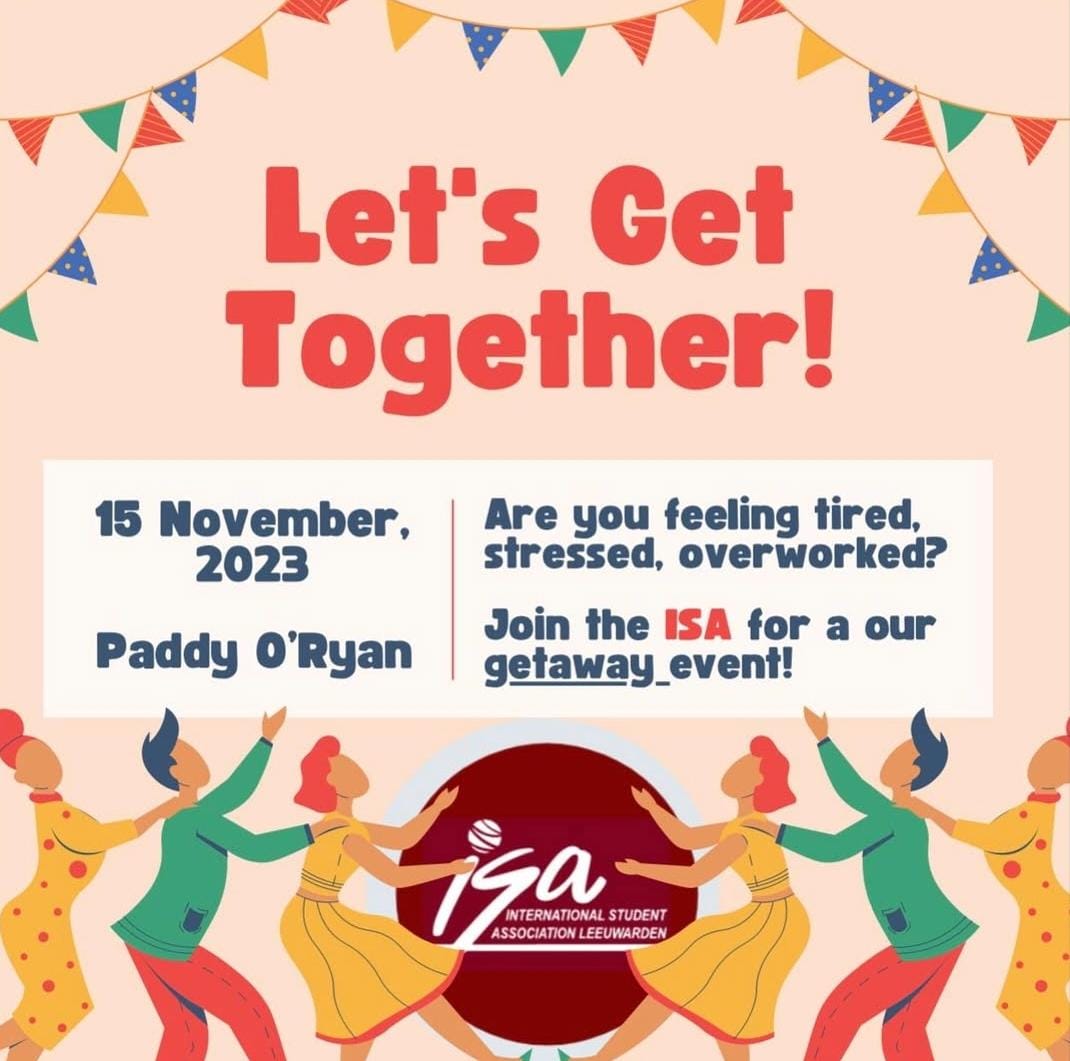 Let's Get
Together!
15 November,
2023
Paddy O'Ryan
Are you feeling tired,
stressed, overworked?
Join the ISA for a our
getaway event!
isa
INTERNATIONAL STUDENT
ASSOCIATION LEEUWARDEN